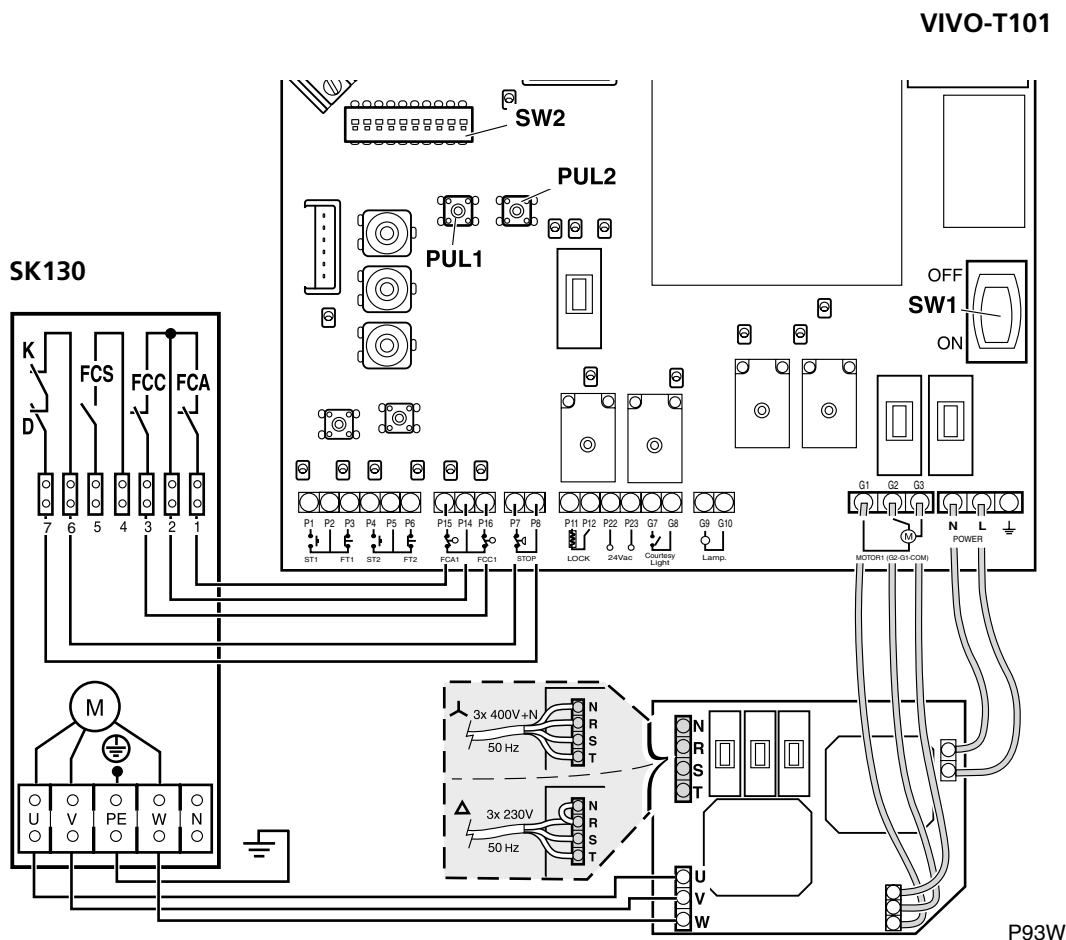 VIVO-T101
SW2
PUL2
PUL1
SK130
OFF
SW1
ON
K
FCS
FCC
FCA
D
7 6 5 4 3 2 1
P1 P2 P3 P4 P5 P6
P15 P14 P16
P7 P8
P11 P12 P22 P23 G7 G8
G9 G10
G1 G2 G3
N L
ST1 FT1 ST2 FT2
FCA1 FCC1
STOP
LOCK
24Vac
Courtesy
Light
Lamp.
M
MOTOR1 (G2-G1-COM)
POWER
M
U V PE W N
3x 400V+N
50 Hz
N
R
S
T
3x 230V
50 Hz
N
R
S
T
N
R
S
T
U
V
W
P93W